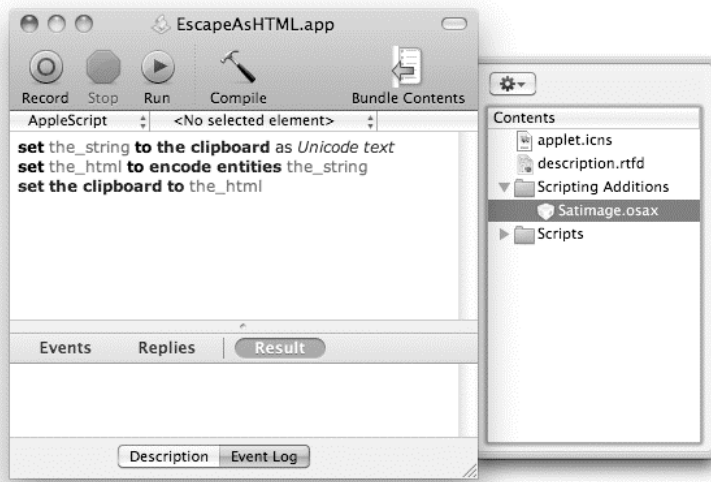 EscapeAsHTML.app
Record Stop Run Compile Bundle Contents
AppleScript <No selected element>
set the_string to the clipboard as Unicode text
set the_html to encode entities the_string
set the clipboard to the_html
Events Replies Result
Description Event Log
Contents
applet.icns
description.rtfd
Scripting Additions
Satimage.osax
Scripts